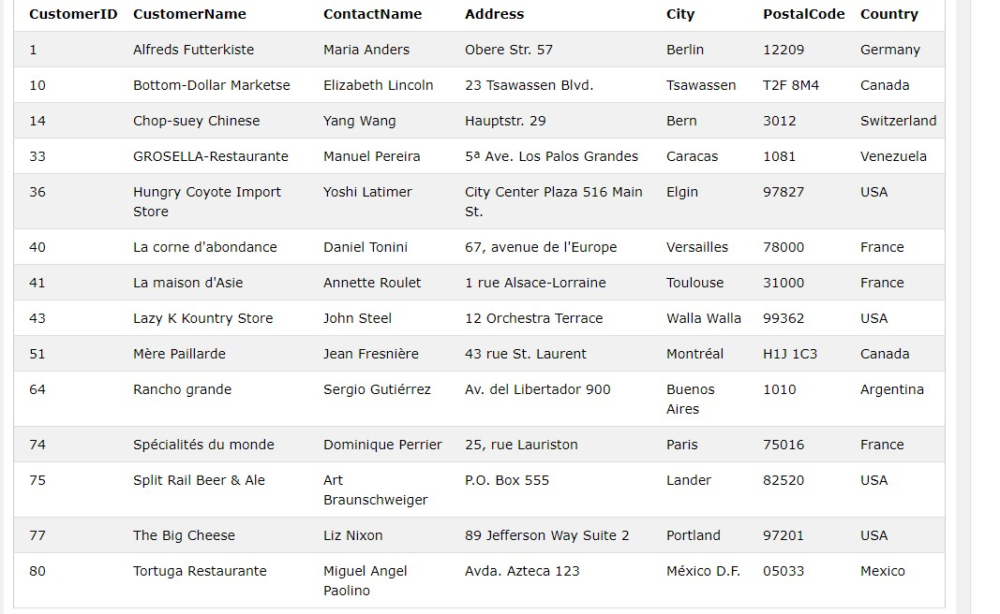 CustomerID CustomerName ContactName Address City PostalCode Country
1 Alfreds Futterkiste Maria Anders Obere Str. 57 Berlin 12209 Germany
10 Bottom-Dollar Marketse Elizabeth Lincoln 23 Tsawassen Blvd. Tsawassen T2F 8M4 Canada
14 Chop-suey Chinese Yang Wang Hauptstr. 29 Bern 3012 Switzerland
33 GROSELLA-Restaurante Manuel Pereira 5ª Ave. Los Palos Grandes Caracas 1081 Venezuela
36 Hungry Coyote Import Yoshi Latimer City Center Plaza 516 Main Elgin 97827 USA
Store St.
40 La corne d'abondance Daniel Tonini 67, avenue de l'Europe Versailles 78000 France
41 La maison d'Asie Annette Roulet 1 rue Alsace-Lorraine Toulouse 31000 France
43 Lazy K Kountry Store John Steel 12 Orchestra Terrace Walla Walla 99362 USA
51 Mère Paillarde Jean Fresnière 43 rue St. Laurent Montréal H1J 1C3 Canada
64 Rancho grande Sergio Gutiérrez Av. del Libertador 900 Buenos 1010 Argentina
Aires
74 Spécialités du monde Dominique Perrier 25, rue Lauriston Paris 75016 France
75 Split Rail Beer & Ale Art P.O. Box 555 Lander 82520 USA
Braunschweiger
77 The Big Cheese Liz Nixon 89 Jefferson Way Suite 2 Portland 97201 USA
80 Tortuga Restaurante Miguel Angel Avda. Azteca 123 México D.F. 05033 Mexico
Paolino